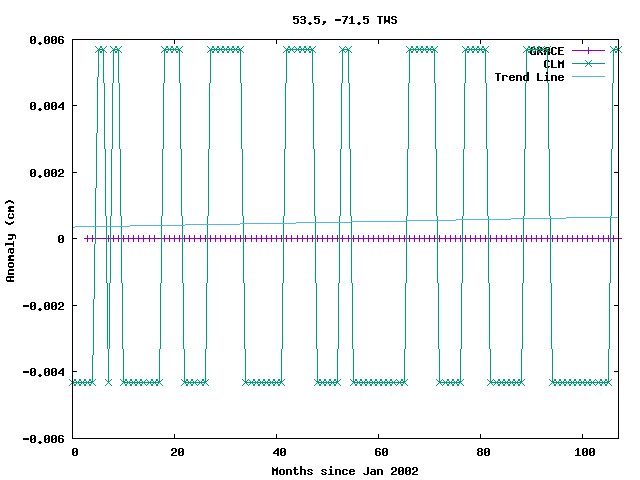 53.5, -71.5 TWS
0.006
0.004
0.002
0
-0.002
-0.004
-0.006
Anomaly (cm)
GRACE
CLM
Trend Line
0 20 40 60 80 100
Months since Jan 2002